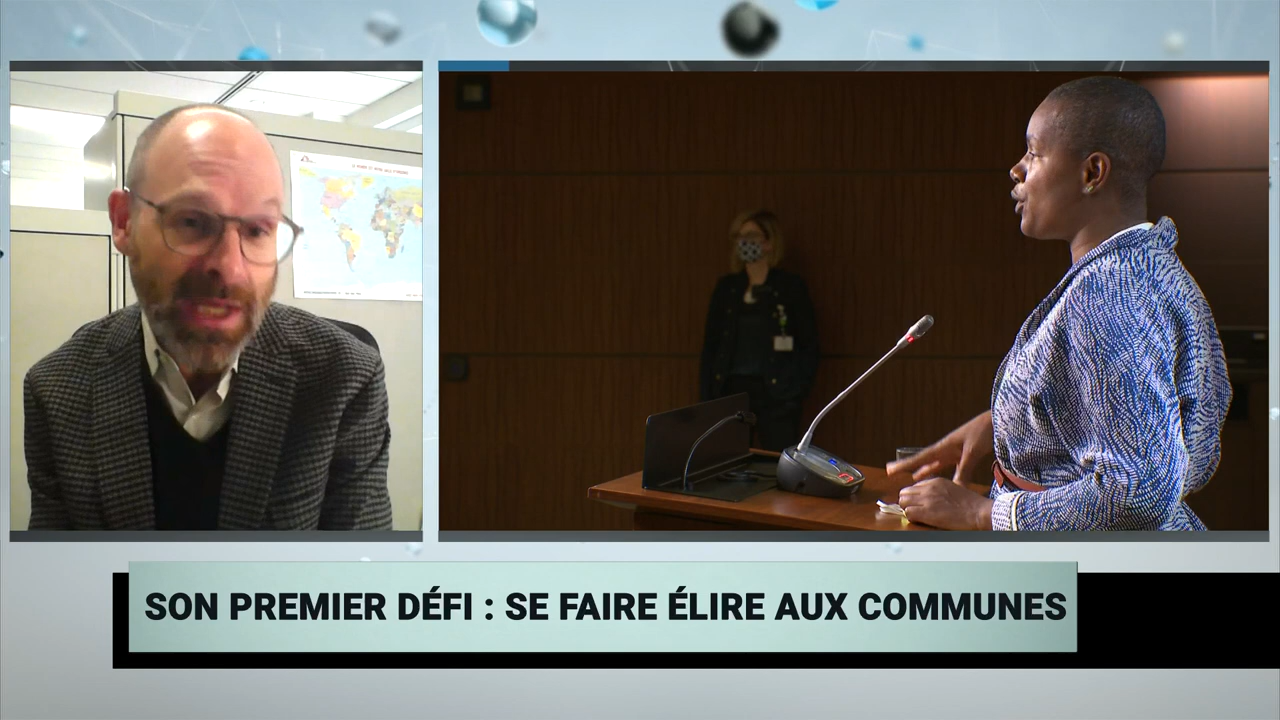 SON PREMIER DÉFI : SE FAIRE ÉLIRE AUX COMMUNES